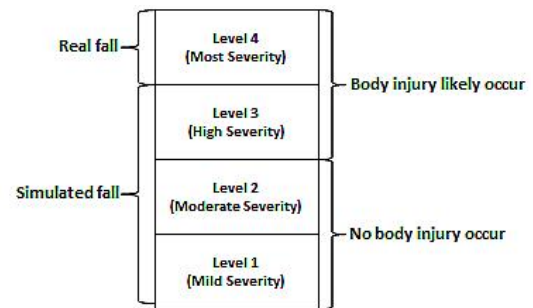 Real fall
Level 4
(Most Severity)
Body injury likely occur
Level 3
(High Severity)
Simulated fall
Level 2
(Moderate Severity)
No body injury occur
Level 1
(Mild Severity)